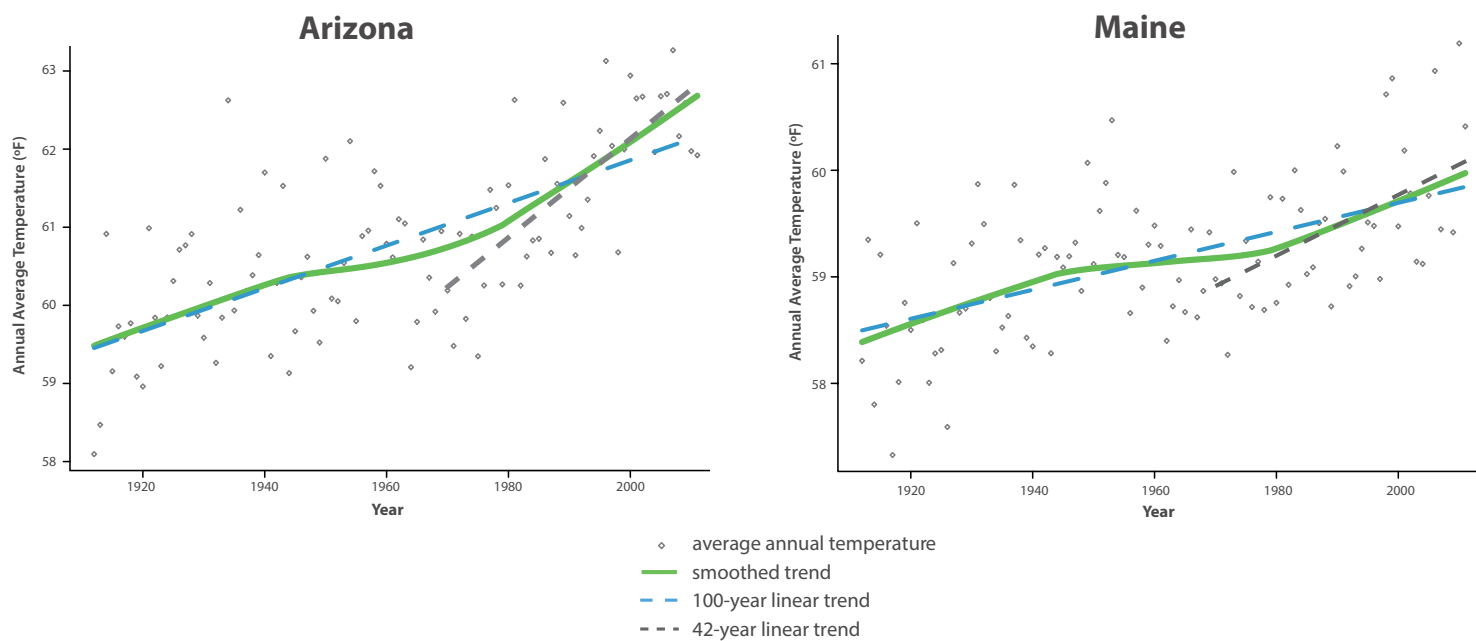 Arizona
Annual Average Temperature (ºF)
63
62
61
60
59
58
1920
1940
1960
1980
2000
Year
Maine
Annual Average Temperature (ºF)
61
60
59
58
1920
1940
1960
1980
2000
Year
average annual temperature
smoothed trend
100-year linear trend
42-year linear trend